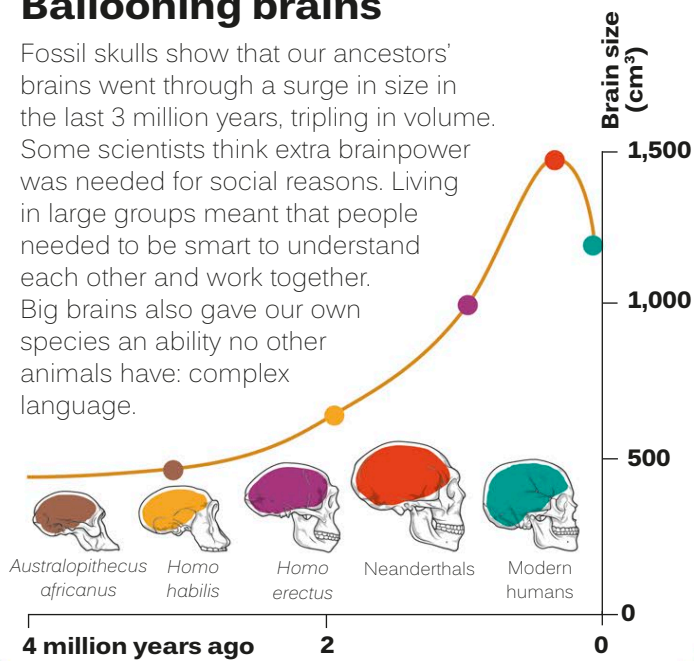 Ballooning brains
Fossil skulls show that our ancestors’
brains went through a surge in size in
the last 3 million years, tripling in volume.
Some scientists think extra brainpower
was needed for social reasons. Living
in large groups meant that people
needed to be smart to understand
each other and work together.
Big brains also gave our own
species an ability no other
animals have: complex
language.
Brain size
(cm³)
1,500
1,000
500
0
Australopithecus
africanus
Homo
habilis
Homo
erectus
Neanderthals
Modern
humans
4 million years ago
2
0